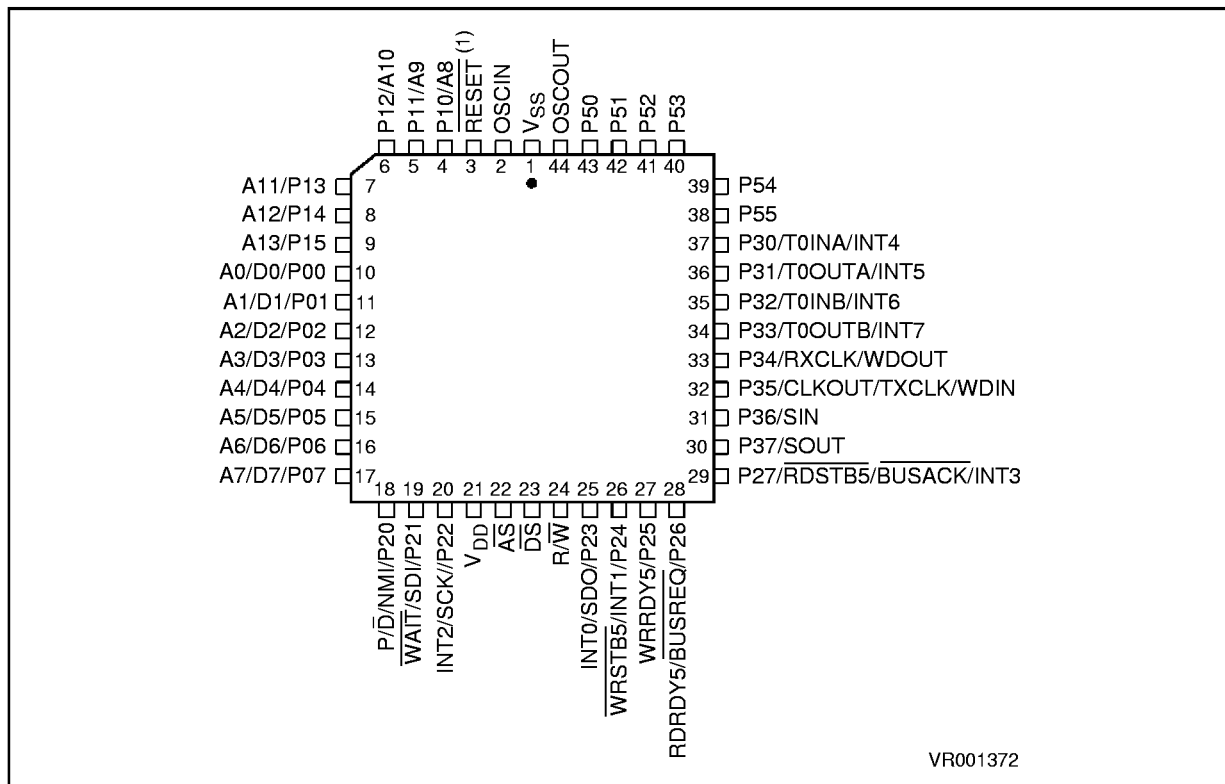 P12/A10
P11/A9
P10/A8
RESET (1)
OSCIN
VSS
OSCOUT
P50
P51
P52
P53
6 5 4 3 2 1 44 43 42 41 40
A11/P13 7
A12/P14 8
A13/P15 9
A0/D0/P00 10
A1/D1/P01 11
A2/D2/P02 12
A3/D3/P03 13
A4/D4/P04 14
A5/D5/P05 15
A6/D6/P06 16
A7/D7/P07 17
39 P54
38 P55
37 P30/T0INA/INT4
36 P31/T0OUTA/INT5
35 P32/T0INB/INT6
34 P33/T0OUTB/INT7
33 P34/RXCLK/WDOUT
32 P35/CLKOUT/TXCLK/WDIN
31 P36/SIN
30 P37/SOUT
29 P27/RDSTB5/BUSACK/INT3
18 19 20 21 22 23 24 25 26 27 28
P/D/NMI/P20
WAIT/SDI/P21
INT2/SCK//P22
VDD
AS
DS
R/W
INT0/SDO/P23
WRSTB5/INT1/P24
WRRDY5/P25
RDRDY5/BUSREQ/P26
VR001372